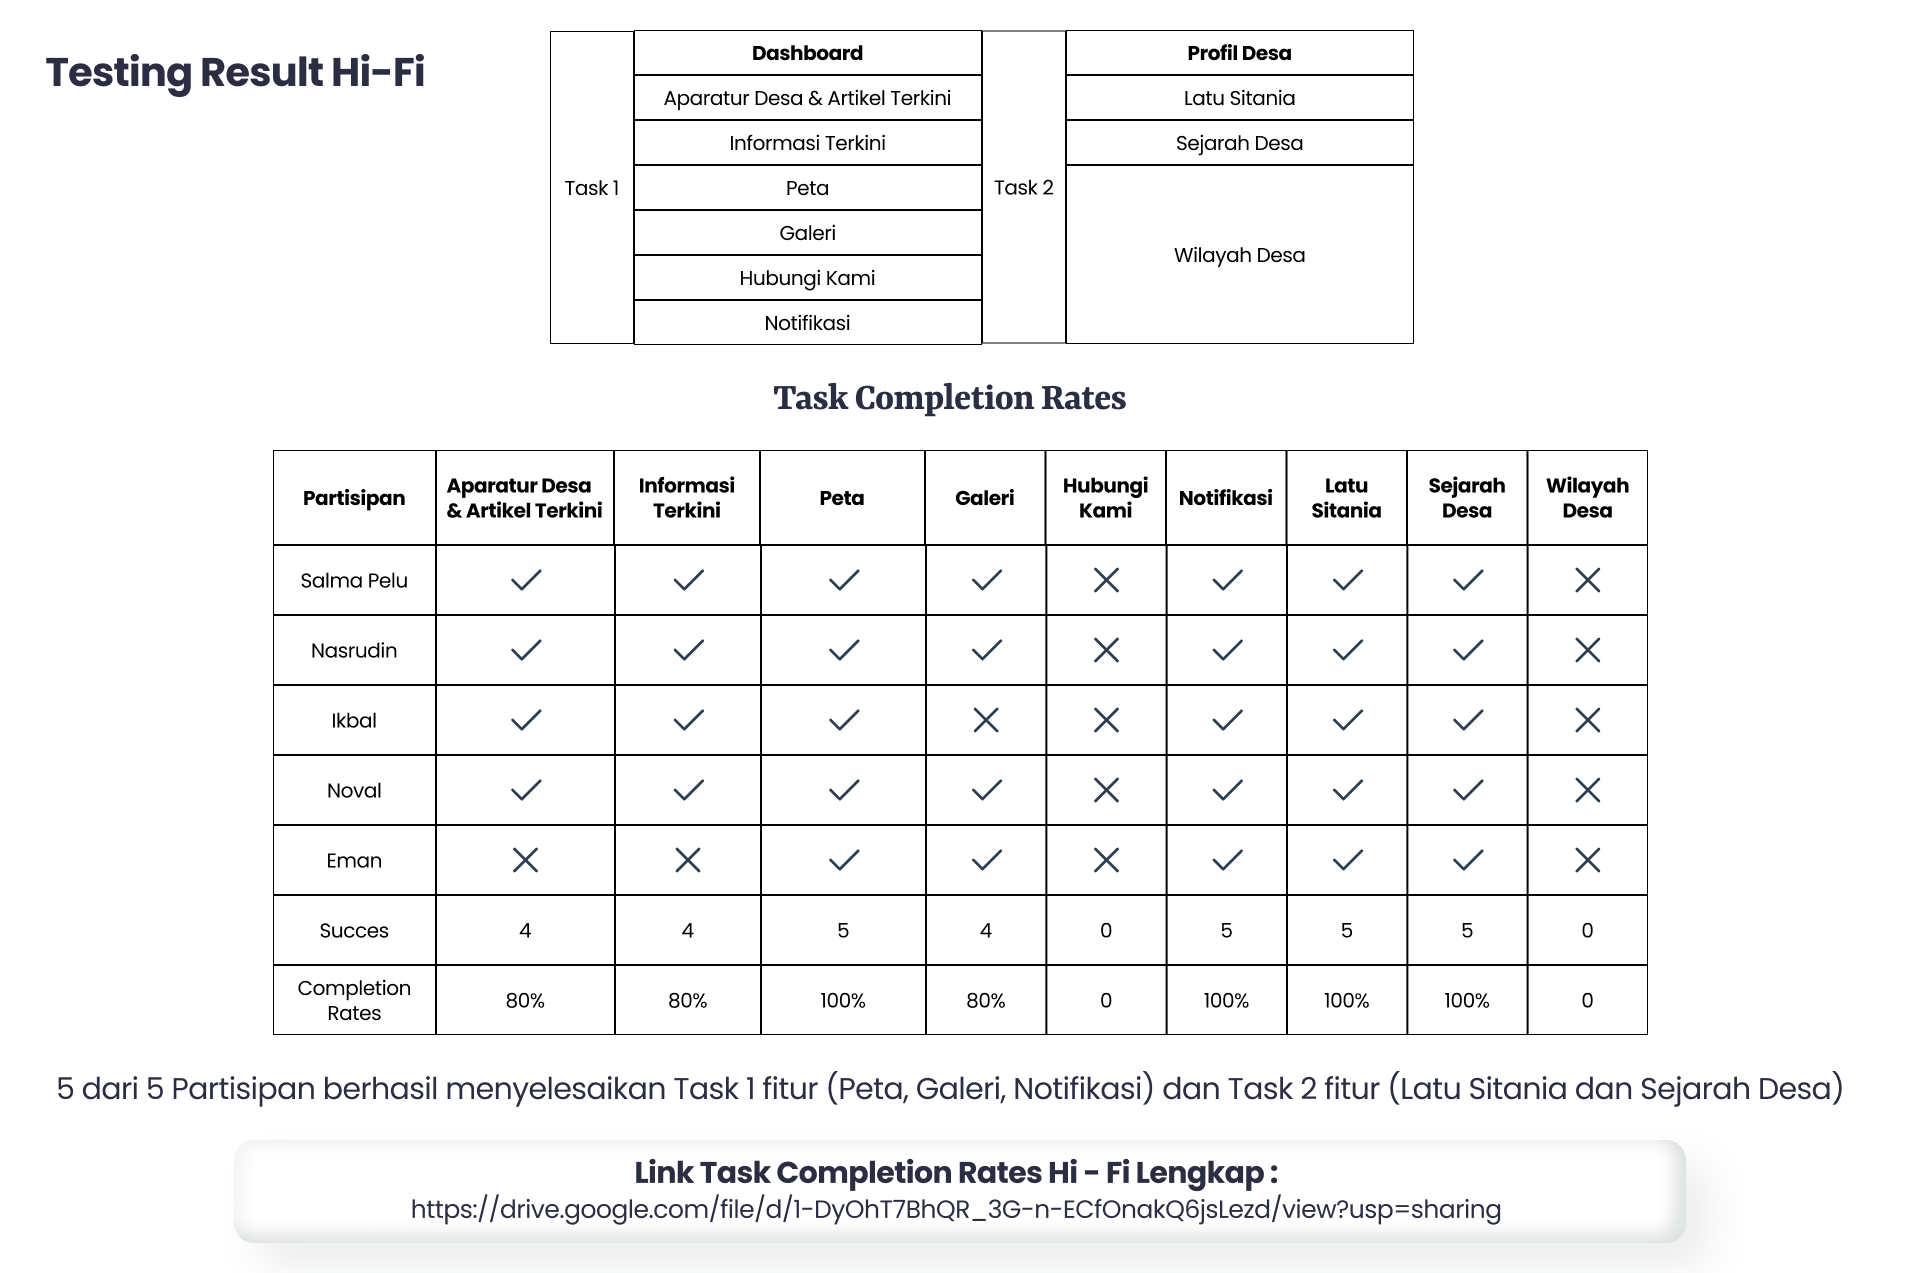 Testing Result Hi-Fi
Task 1
Dashboard
Aparatur Desa & Artikel Terkini
Informasi Terkini
Peta
Galeri
Hubungi Kami
Notifikasi
Task 2
Profil Desa
Latu Sitania
Sejarah Desa
Wilayah Desa
Task Completion Rates
Partisipan
Aparatur Desa
& Artikel Terkini
Informasi
Terkini
Peta
Galeri
Hubungi
Kami
Notifikasi
Latu
Sitania
Sejarah
Desa
Wilayah
Desa
Salma Pelu
Nasrudin
Ikbal
Noval
Eman
Succes 4 4 5 4 0 5 5 5 0
Completion
Rates
80% 80% 100% 80% 0 100% 100% 100% 0
5 dari 5 Partisipan berhasil menyelesaikan Task 1 fitur (Peta, Galeri, Notifikasi) dan Task 2 fitur (Latu Sitania dan Sejarah Desa)
Link Task Completion Rates Hi - Fi Lengkap :
https://drive.google.com/file/d/1-DyOhT7BhQR_3G-n-ECfOnakQ6jsLezd/view?usp=sharing